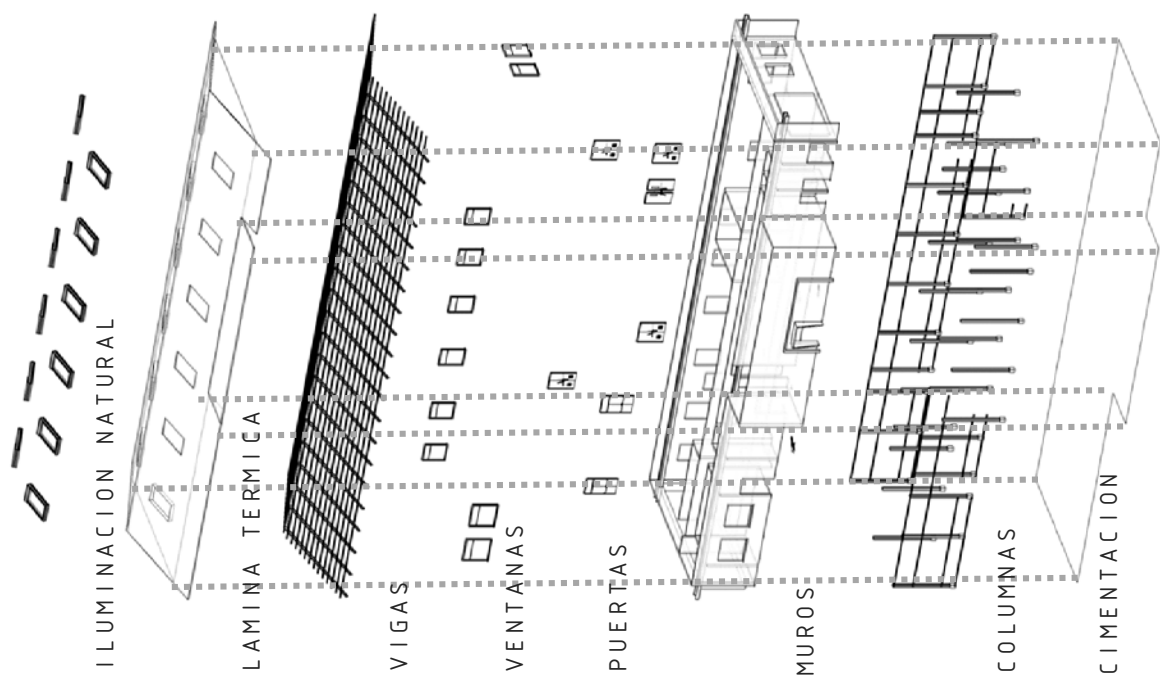 ILUMINACION NATURAL
LAMINA TERMICA
VIGAS
VENTANAS
PUERTAS
MUROS
COLUMNAS
CIMENTACION